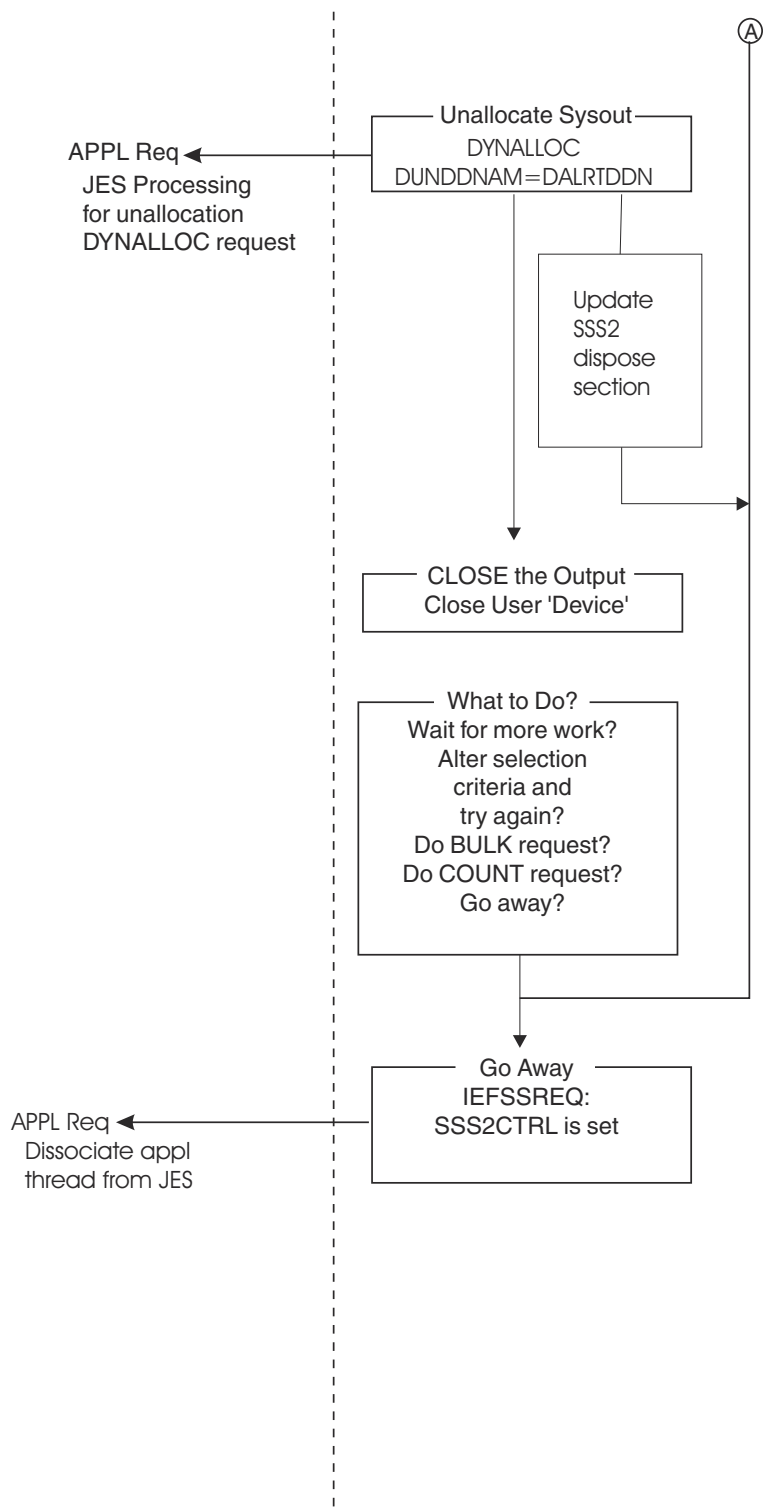 A
Unallocate Sysout
DYNALLOC
DUNDDNAM=DALRTDDN
APPL Req
JES Processing
for unallocation
DYNALLOC request
Update
SSS2
dispose
section
CLOSE the Output
Close User 'Device'
What to Do?
Wait for more work?
Alter selection
criteria and
try again?
Do BULK request?
Do COUNT request?
Go away?
Go Away
IEFSSREQ:
SSS2CTRL is set
APPL Req
Dissociate appl
thread from JES